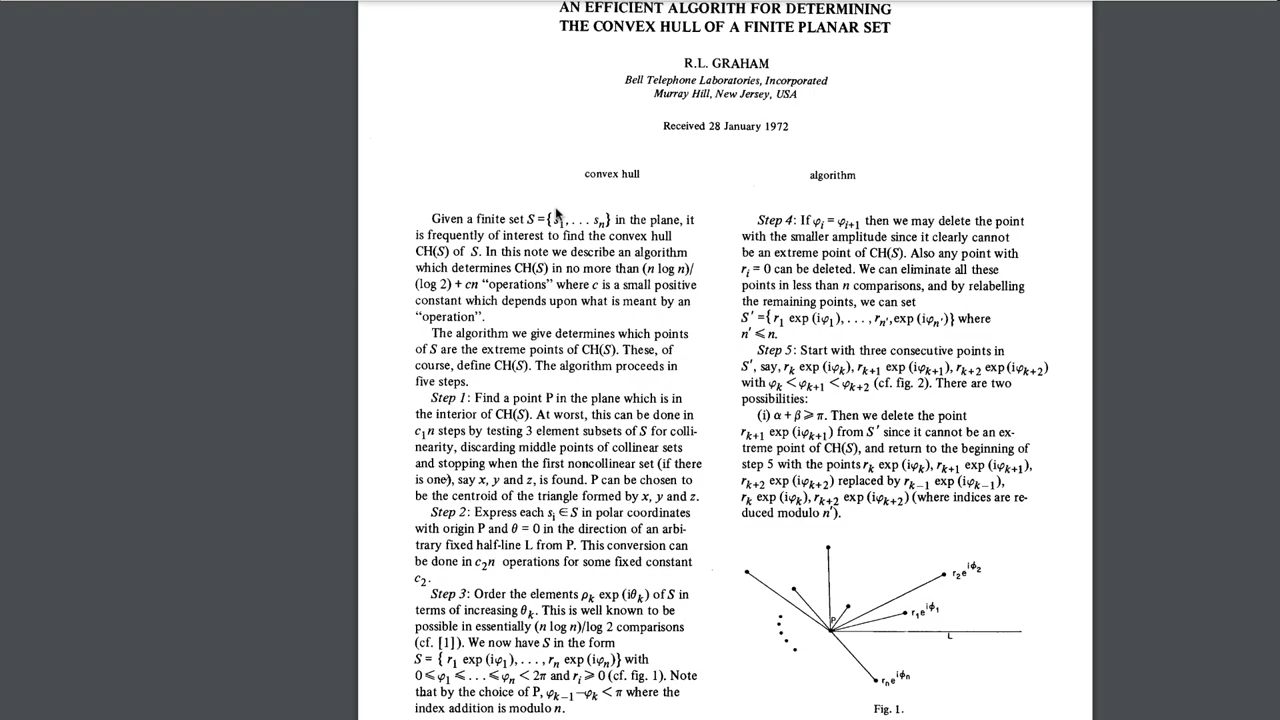 AN EFFICIENT ALGORITH FOR DETERMINING
THE CONVEX HULL OF A FINITE PLANAR SET
R.L. GRAHAM
Bell Telephone Laboratories, Incorporated
Murray Hill, New Jersey, USA
Received 28 January 1972
convex hull
algorithm
Given a finite set S = {s₁, . . . sₙ} in the plane, it
is frequently of interest to find the convex hull
CH(S) of S. In this note we describe an algorithm
which determines CH(S) in no more than (n log n)/
(log 2) + cn “operations” where c is a small positive
constant which depends upon what is meant by an
“operation”.
The algorithm we give determines which points
of S are the extreme points of CH(S). These, of
course, define CH(S). The algorithm proceeds in
five steps.
Step 1: Find a point P in the plane which is in
the interior of CH(S). At worst, this can be done in
c₁n steps by testing 3 element subsets of S for colli-
nearity, discarding middle points of collinear sets
and stopping when the first noncollinear set (if there
is one), say x, y and z, is found. P can be chosen to
be the centroid of the triangle formed by x, y and z.
Step 2: Express each sᵢ ∈ S in polar coordinates
with origin P and θ = 0 in the direction of an arbi-
trary fixed half-line L from P. This conversion can
be done in c₂n operations for some fixed constant
c₂.
Step 3: Order the elements ρₖ exp (iθₖ) of S in
terms of increasing θₖ. This is well known to be
possible in essentially (n log n)/log 2 comparisons
(cf. [1]). We now have S in the form
S = { r₁ exp (iφ₁), . . . , rₙ exp (iφₙ)} with
0 ⩽ φ₁ ⩽ . . . ⩽ φₙ < 2π and rᵢ ⩾ 0 (cf. fig. 1). Note
that by the choice of P, φₖ₋₁−φₖ < π where the
index addition is modulo n.
Step 4: If φᵢ = φᵢ₊₁ then we may delete the point
with the smaller amplitude since it clearly cannot
be an extreme point of CH(S). Also any point with
rᵢ = 0 can be deleted. We can eliminate all these
points in less than n comparisons, and by relabelling
the remaining points, we can set
S′ = { r₁ exp (iφ₁), . . . , rₙ′,exp (iφₙ′)} where
n′ ⩽ n.
Step 5: Start with three consecutive points in
S′, say, rₖ exp (iφₖ), rₖ₊₁ exp (iφₖ₊₁), rₖ₊₂ exp (iφₖ₊₂)
with φₖ < φₖ₊₁ < φₖ₊₂ (cf. fig. 2). There are two
possibilities:
(i) α + β ⩾ π. Then we delete the point
rₖ₊₁ exp (iφₖ₊₁) from S′ since it cannot be an ex-
treme point of CH(S), and return to the beginning of
step 5 with the points rₖ exp (iφₖ), rₖ₊₁ exp (iφₖ₊₁),
rₖ₊₂ exp (iφₖ₊₂) replaced by rₖ₋₁ exp (iφₖ₋₁),
rₖ exp (iφₖ), rₖ₊₂ exp (iφₖ₊₂) (where indices are re-
duced modulo n′).
r₂e^iϕ₂
r₁e^iϕ₁
P
L
rₙe^iϕₙ
Fig. 1.